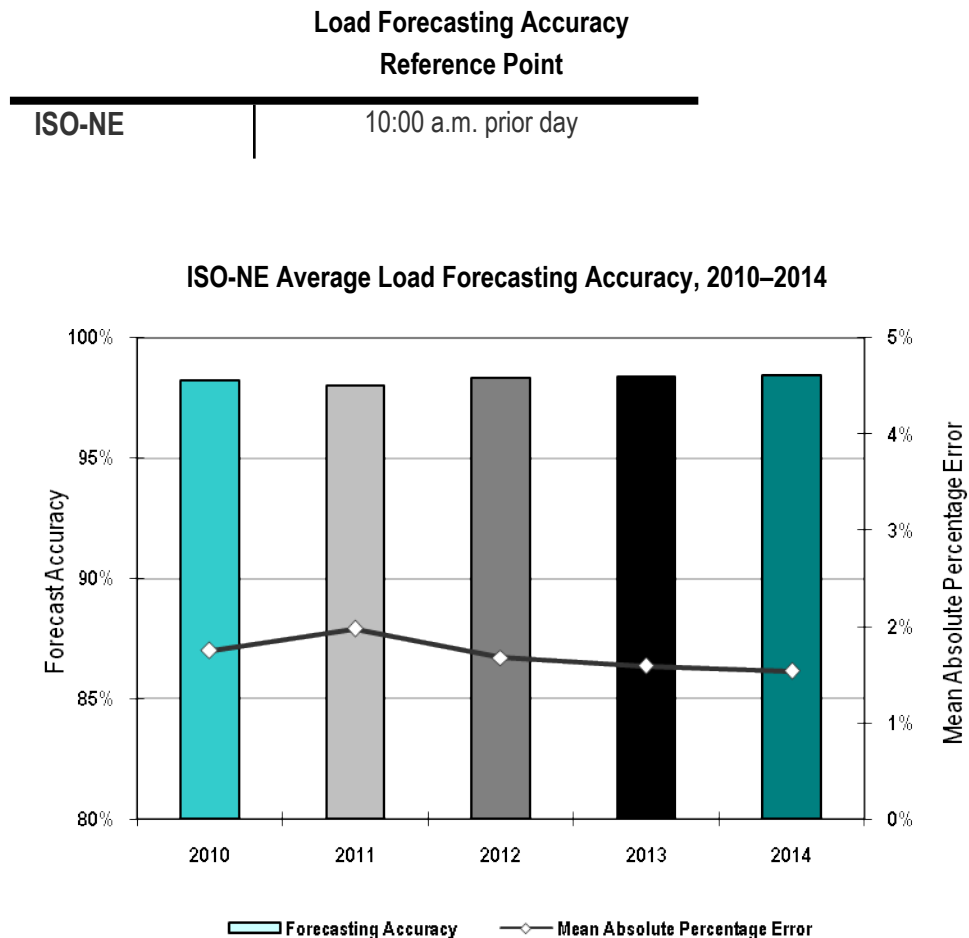 Load Forecasting Accuracy
Reference Point
ISO-NE 10:00 a.m. prior day
ISO-NE Average Load Forecasting Accuracy, 2010–2014
100%
95%
90%
85%
80%
Forecast Accuracy
5%
4%
3%
2%
1%
0%
Mean Absolute Percentage Error
2010 2011 2012 2013 2014
Forecasting Accuracy Mean Absolute Percentage Error